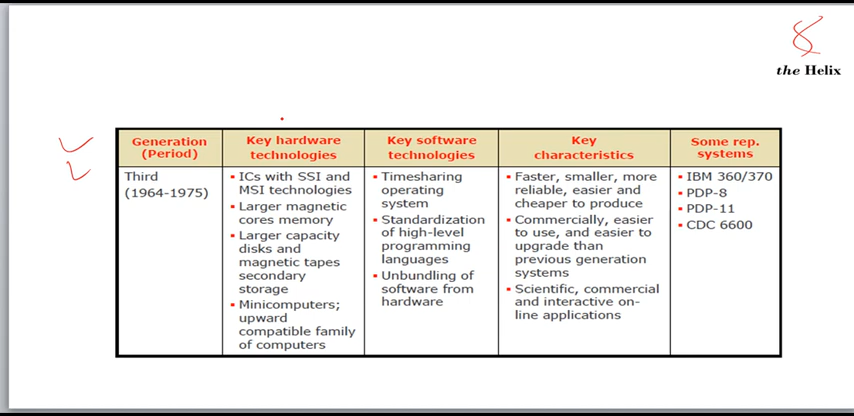 the Helix
Generation
(Period)
Key hardware
technologies
Key software
technologies
Key
characteristics
Some rep.
systems
Third
(1964-1975)
▪ ICs with SSI and
MSI technologies
▪ Larger magnetic
cores memory
▪ Larger capacity
disks and
magnetic tapes
secondary
storage
▪ Minicomputers;
upward
compatible family
of computers
▪ Timesharing
operating
system
▪ Standardization
of high-level
programming
languages
▪ Unbundling of
software from
hardware
▪ Faster, smaller, more
reliable, easier and
cheaper to produce
▪ Commercially, easier
to use, and easier to
upgrade than
previous generation
systems
▪ Scientific, commercial
and interactive on-
line applications
▪ IBM 360/370
▪ PDP-8
▪ PDP-11
▪ CDC 6600